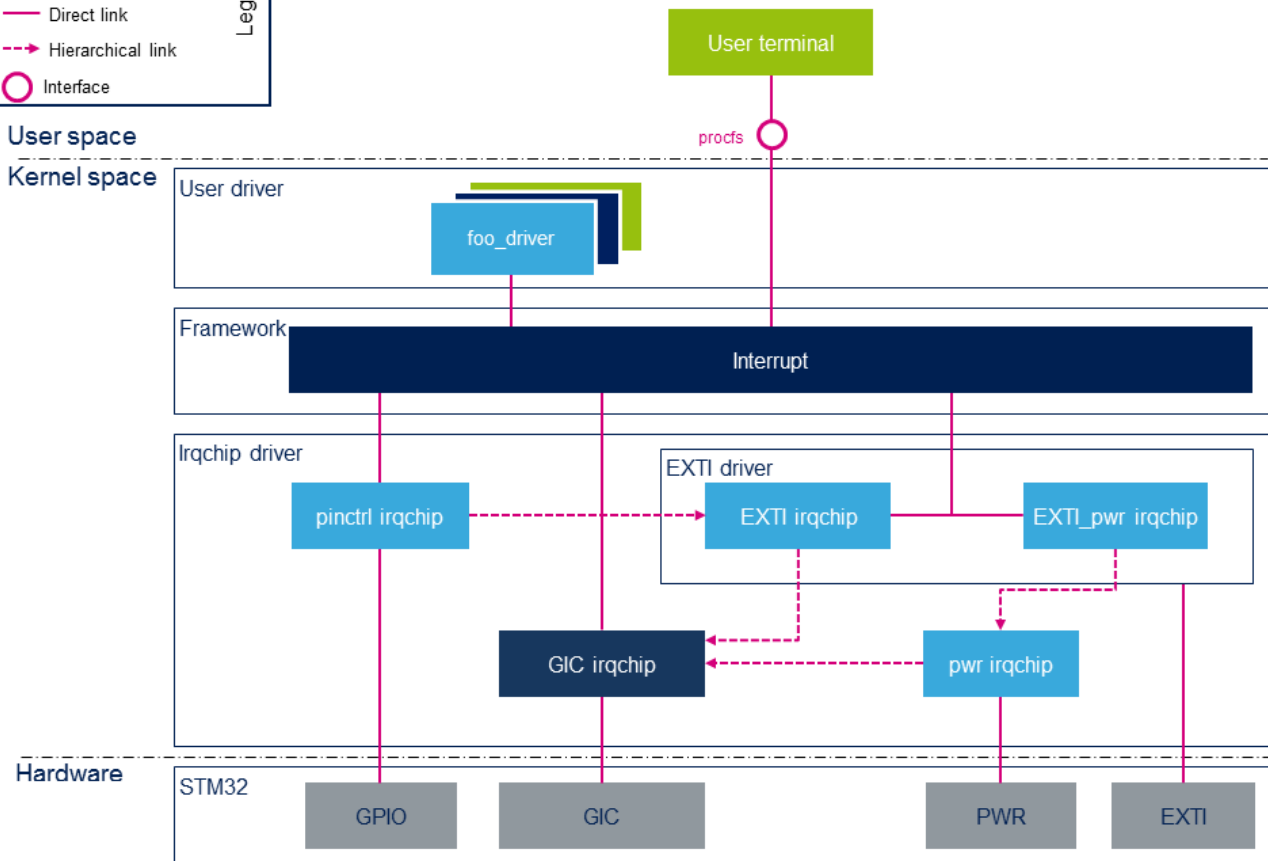 Direct link
Leg
Hierarchical link
Interface
User terminal
procfs
User space
Kernel space
User driver
foo_driver
Framework
Interrupt
Irqchip driver
EXTI driver
pinctrl irqchip
EXTI irqchip
EXTI_pwr irqchip
GIC irqchip
pwr irqchip
Hardware
STM32
GPIO
GIC
PWR
EXTI